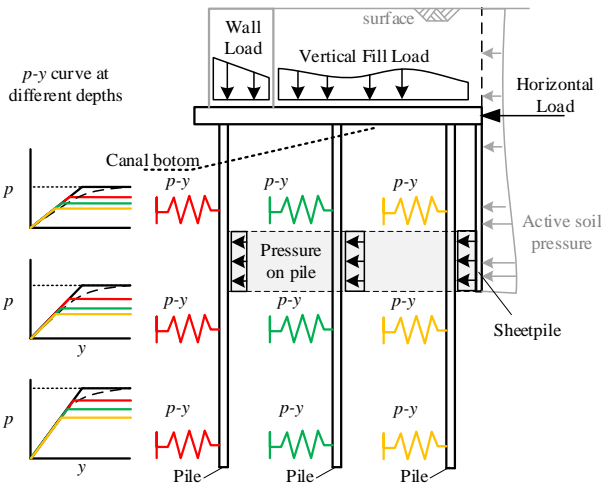 surface
Wall
Load
Vertical Fill Load
p-y curve at
different depths
Horizontal
Load
Canal botom
p-y
p-y
p-y
p
Active soil
pressure
Pressure
on pile
p-y
p-y
p-y
p
y
Sheetpile
p-y
p-y
p-y
p
y
Pile
Pile
Pile